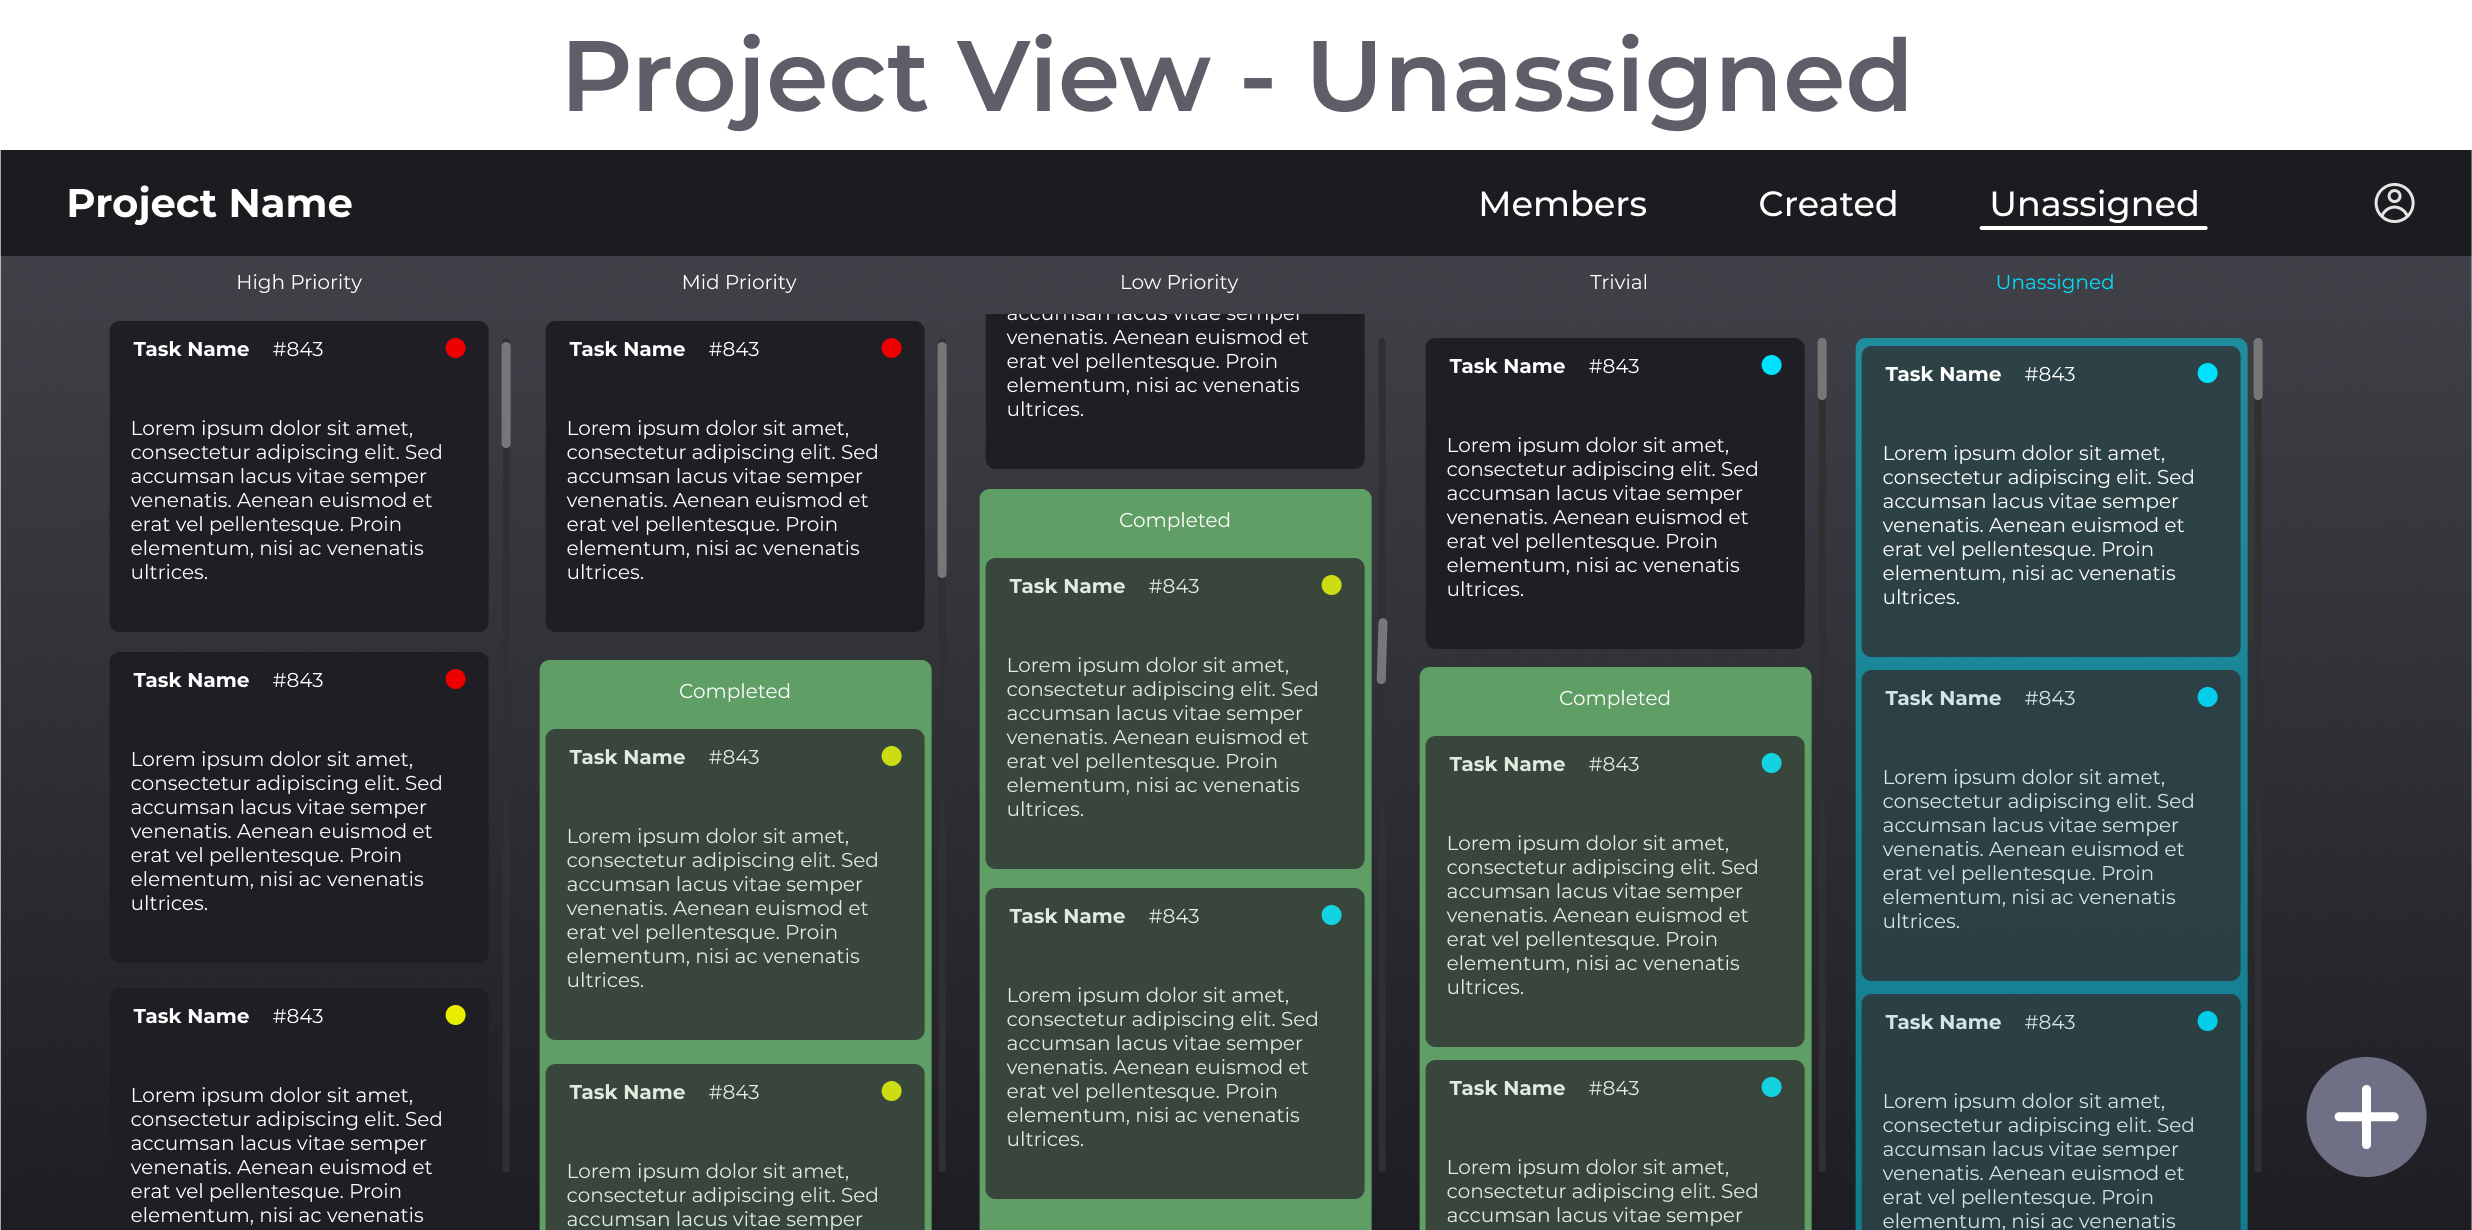 Project View - Unassigned
Project Name
Members
Created
Unassigned
High Priority
Mid Priority
Low Priority
Trivial
Unassigned
Task Name #843
Lorem ipsum dolor sit amet,
consectetur adipiscing elit. Sed
accumsan lacus vitae semper
venenatis. Aenean euismod et
erat vel pellentesque. Proin
elementum, nisi ac venenatis
ultrices.
Task Name #843
Lorem ipsum dolor sit amet,
consectetur adipiscing elit. Sed
accumsan lacus vitae semper
venenatis. Aenean euismod et
erat vel pellentesque. Proin
elementum, nisi ac venenatis
ultrices.
Task Name #843
Lorem ipsum dolor sit amet,
consectetur adipiscing elit. Sed
accumsan lacus vitae semper
venenatis. Aenean euismod et
erat vel pellentesque. Proin
elementum, nisi ac venenatis
Task Name #843
Lorem ipsum dolor sit amet,
consectetur adipiscing elit. Sed
accumsan lacus vitae semper
venenatis. Aenean euismod et
erat vel pellentesque. Proin
elementum, nisi ac venenatis
ultrices.
Completed
Task Name #843
Lorem ipsum dolor sit amet,
consectetur adipiscing elit. Sed
accumsan lacus vitae semper
venenatis. Aenean euismod et
erat vel pellentesque. Proin
elementum, nisi ac venenatis
ultrices.
Task Name #843
Lorem ipsum dolor sit amet,
consectetur adipiscing elit. Sed
accumsan lacus vitae semper
accumsan lacus vitae semper
venenatis. Aenean euismod et
erat vel pellentesque. Proin
elementum, nisi ac venenatis
ultrices.
Completed
Task Name #843
Lorem ipsum dolor sit amet,
consectetur adipiscing elit. Sed
accumsan lacus vitae semper
venenatis. Aenean euismod et
erat vel pellentesque. Proin
elementum, nisi ac venenatis
ultrices.
Task Name #843
Lorem ipsum dolor sit amet,
consectetur adipiscing elit. Sed
accumsan lacus vitae semper
venenatis. Aenean euismod et
erat vel pellentesque. Proin
elementum, nisi ac venenatis
ultrices.
Task Name #843
Lorem ipsum dolor sit amet,
consectetur adipiscing elit. Sed
accumsan lacus vitae semper
venenatis. Aenean euismod et
erat vel pellentesque. Proin
elementum, nisi ac venenatis
ultrices.
Completed
Task Name #843
Lorem ipsum dolor sit amet,
consectetur adipiscing elit. Sed
accumsan lacus vitae semper
venenatis. Aenean euismod et
erat vel pellentesque. Proin
elementum, nisi ac venenatis
ultrices.
Task Name #843
Lorem ipsum dolor sit amet,
consectetur adipiscing elit. Sed
accumsan lacus vitae semper
Task Name #843
Lorem ipsum dolor sit amet,
consectetur adipiscing elit. Sed
accumsan lacus vitae semper
venenatis. Aenean euismod et
erat vel pellentesque. Proin
elementum, nisi ac venenatis
ultrices.
Task Name #843
Lorem ipsum dolor sit amet,
consectetur adipiscing elit. Sed
accumsan lacus vitae semper
venenatis. Aenean euismod et
erat vel pellentesque. Proin
elementum, nisi ac venenatis
ultrices.
Task Name #843
Lorem ipsum dolor sit amet,
consectetur adipiscing elit. Sed
accumsan lacus vitae semper
venenatis. Aenean euismod et
erat vel pellentesque. Proin
elementum, nisi ac venenatis